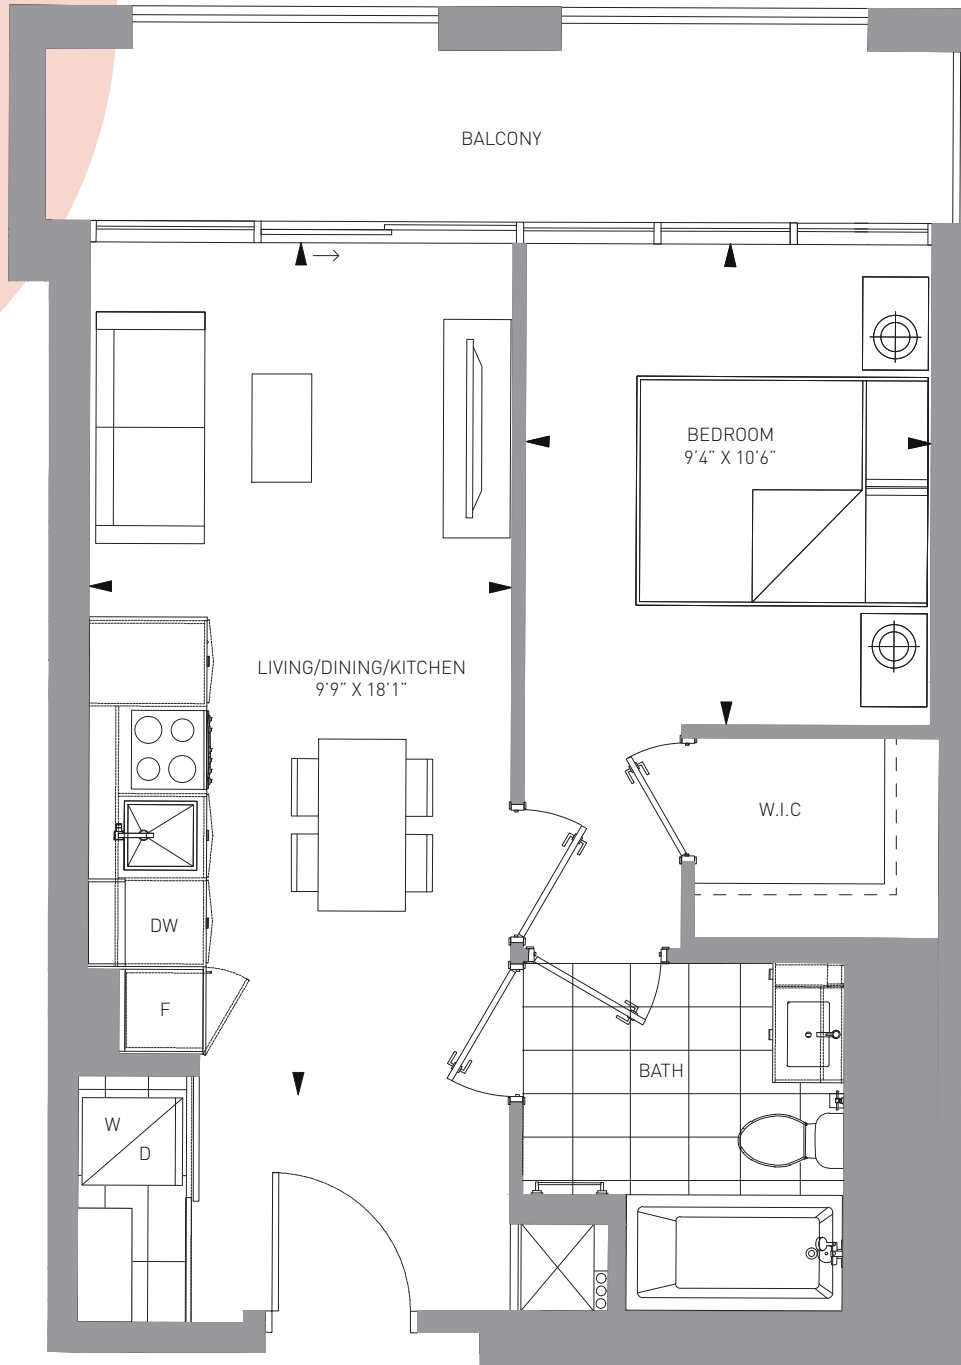 BALCONY
BEDROOM
9'4" X 10'6"
LIVING/DINING/KITCHEN
9'9" X 18'1"
W.I.C
DW
F
BATH
W
D